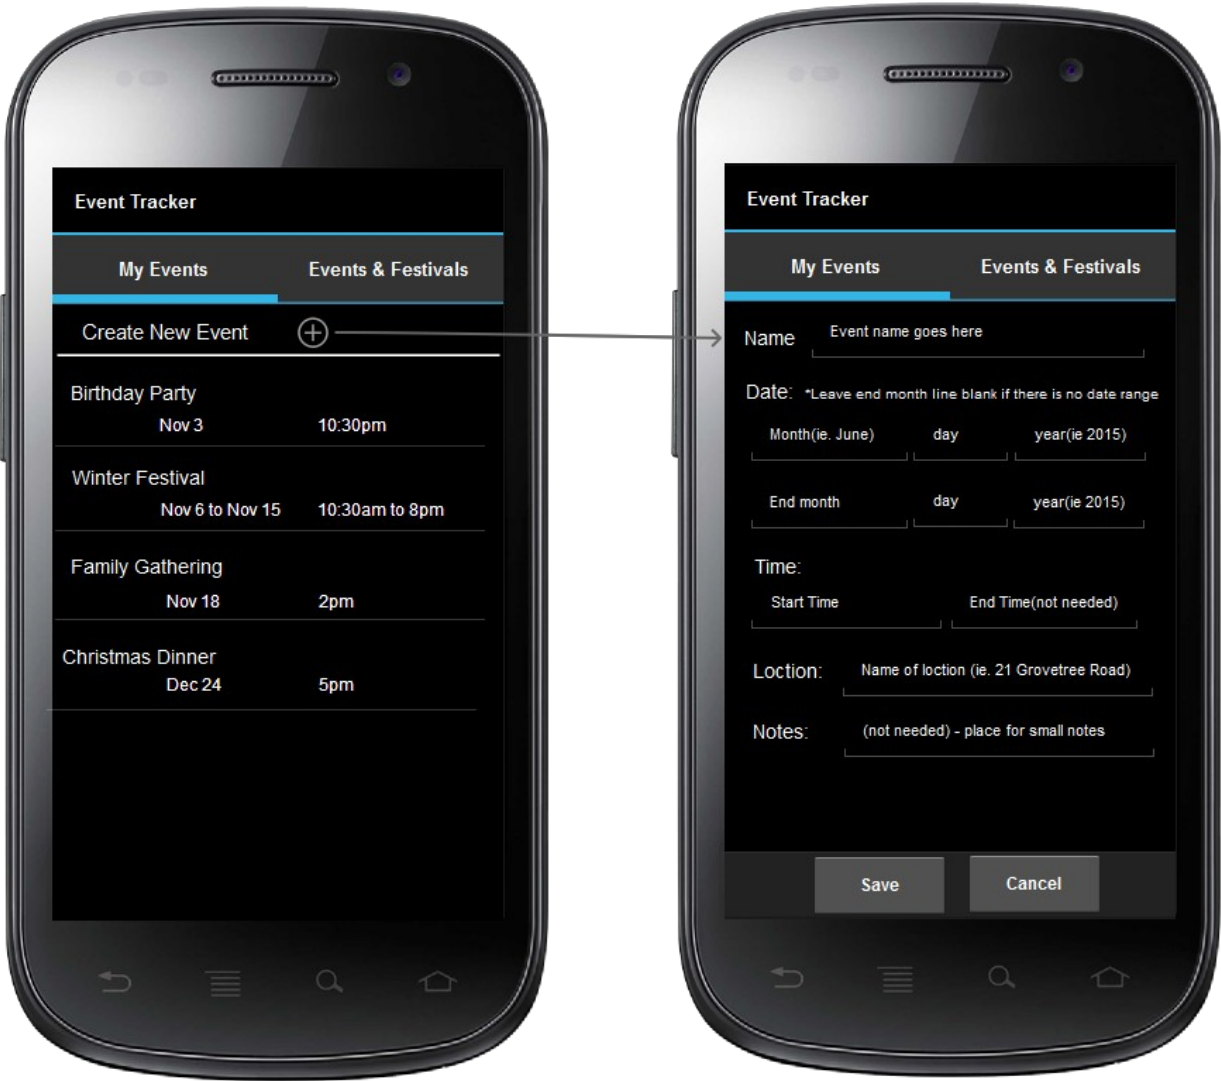 Event Tracker
My Events Events & Festivals
Create New Event
Birthday Party
Nov 3 10:30pm
Winter Festival
Nov 6 to Nov 15 10:30am to 8pm
Family Gathering
Nov 18 2pm
Christmas Dinner
Dec 24 5pm
Event Tracker
My Events Events & Festivals
Name Event name goes here
Date: *Leave end month line blank if there is no date range
Month(ie. June) day year(ie 2015)
End month day year(ie 2015)
Time:
Start Time End Time(not needed)
Loction: Name of loction (ie. 21 Grovetree Road)
Notes: (not needed) - place for small notes
Save Cancel